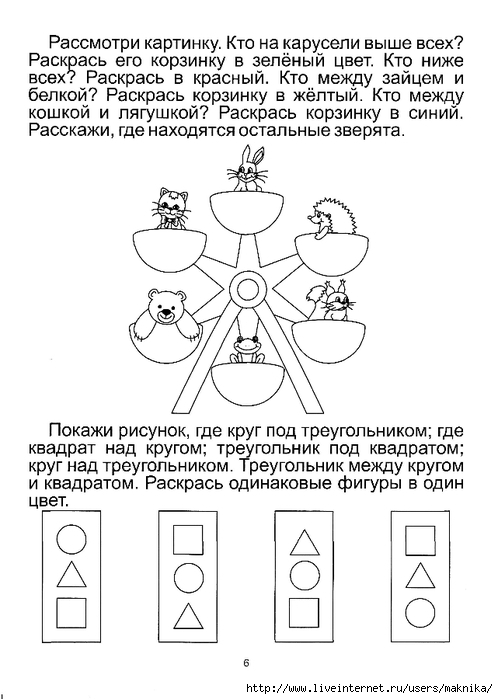 Рассмотри картинку. Кто на карусели выше всех?
Раскрась его корзинку в зелёный цвет. Кто ниже
всех? Раскрась в красный. Кто между зайцем и
белкой? Раскрась корзинку в жёлтый. Кто между
кошкой и лягушкой? Раскрась корзинку в синий.
Расскажи, где находятся остальные зверята.
Покажи рисунок, где круг под треугольником; где
квадрат над кругом; треугольник под квадратом;
круг над треугольником. Треугольник между кругом
и квадратом. Раскрась одинаковые фигуры в один
цвет.
6
http://www.liveinternet.ru/users/maknika/